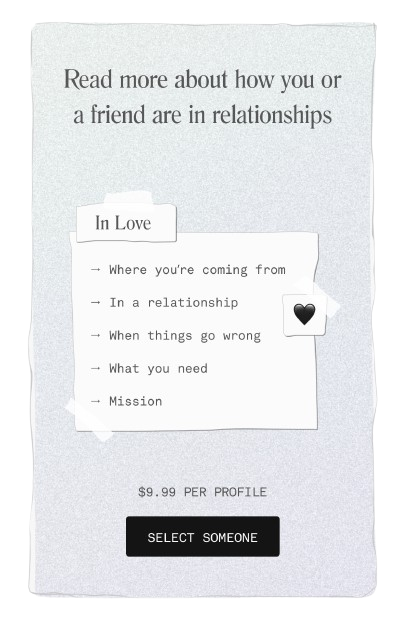 Read more about how you or
a friend are in relationships
In Love
→ Where you're coming from
→ In a relationship
→ When things go wrong
→ What you need
→ Mission
$9.99 PER PROFILE
SELECT SOMEONE